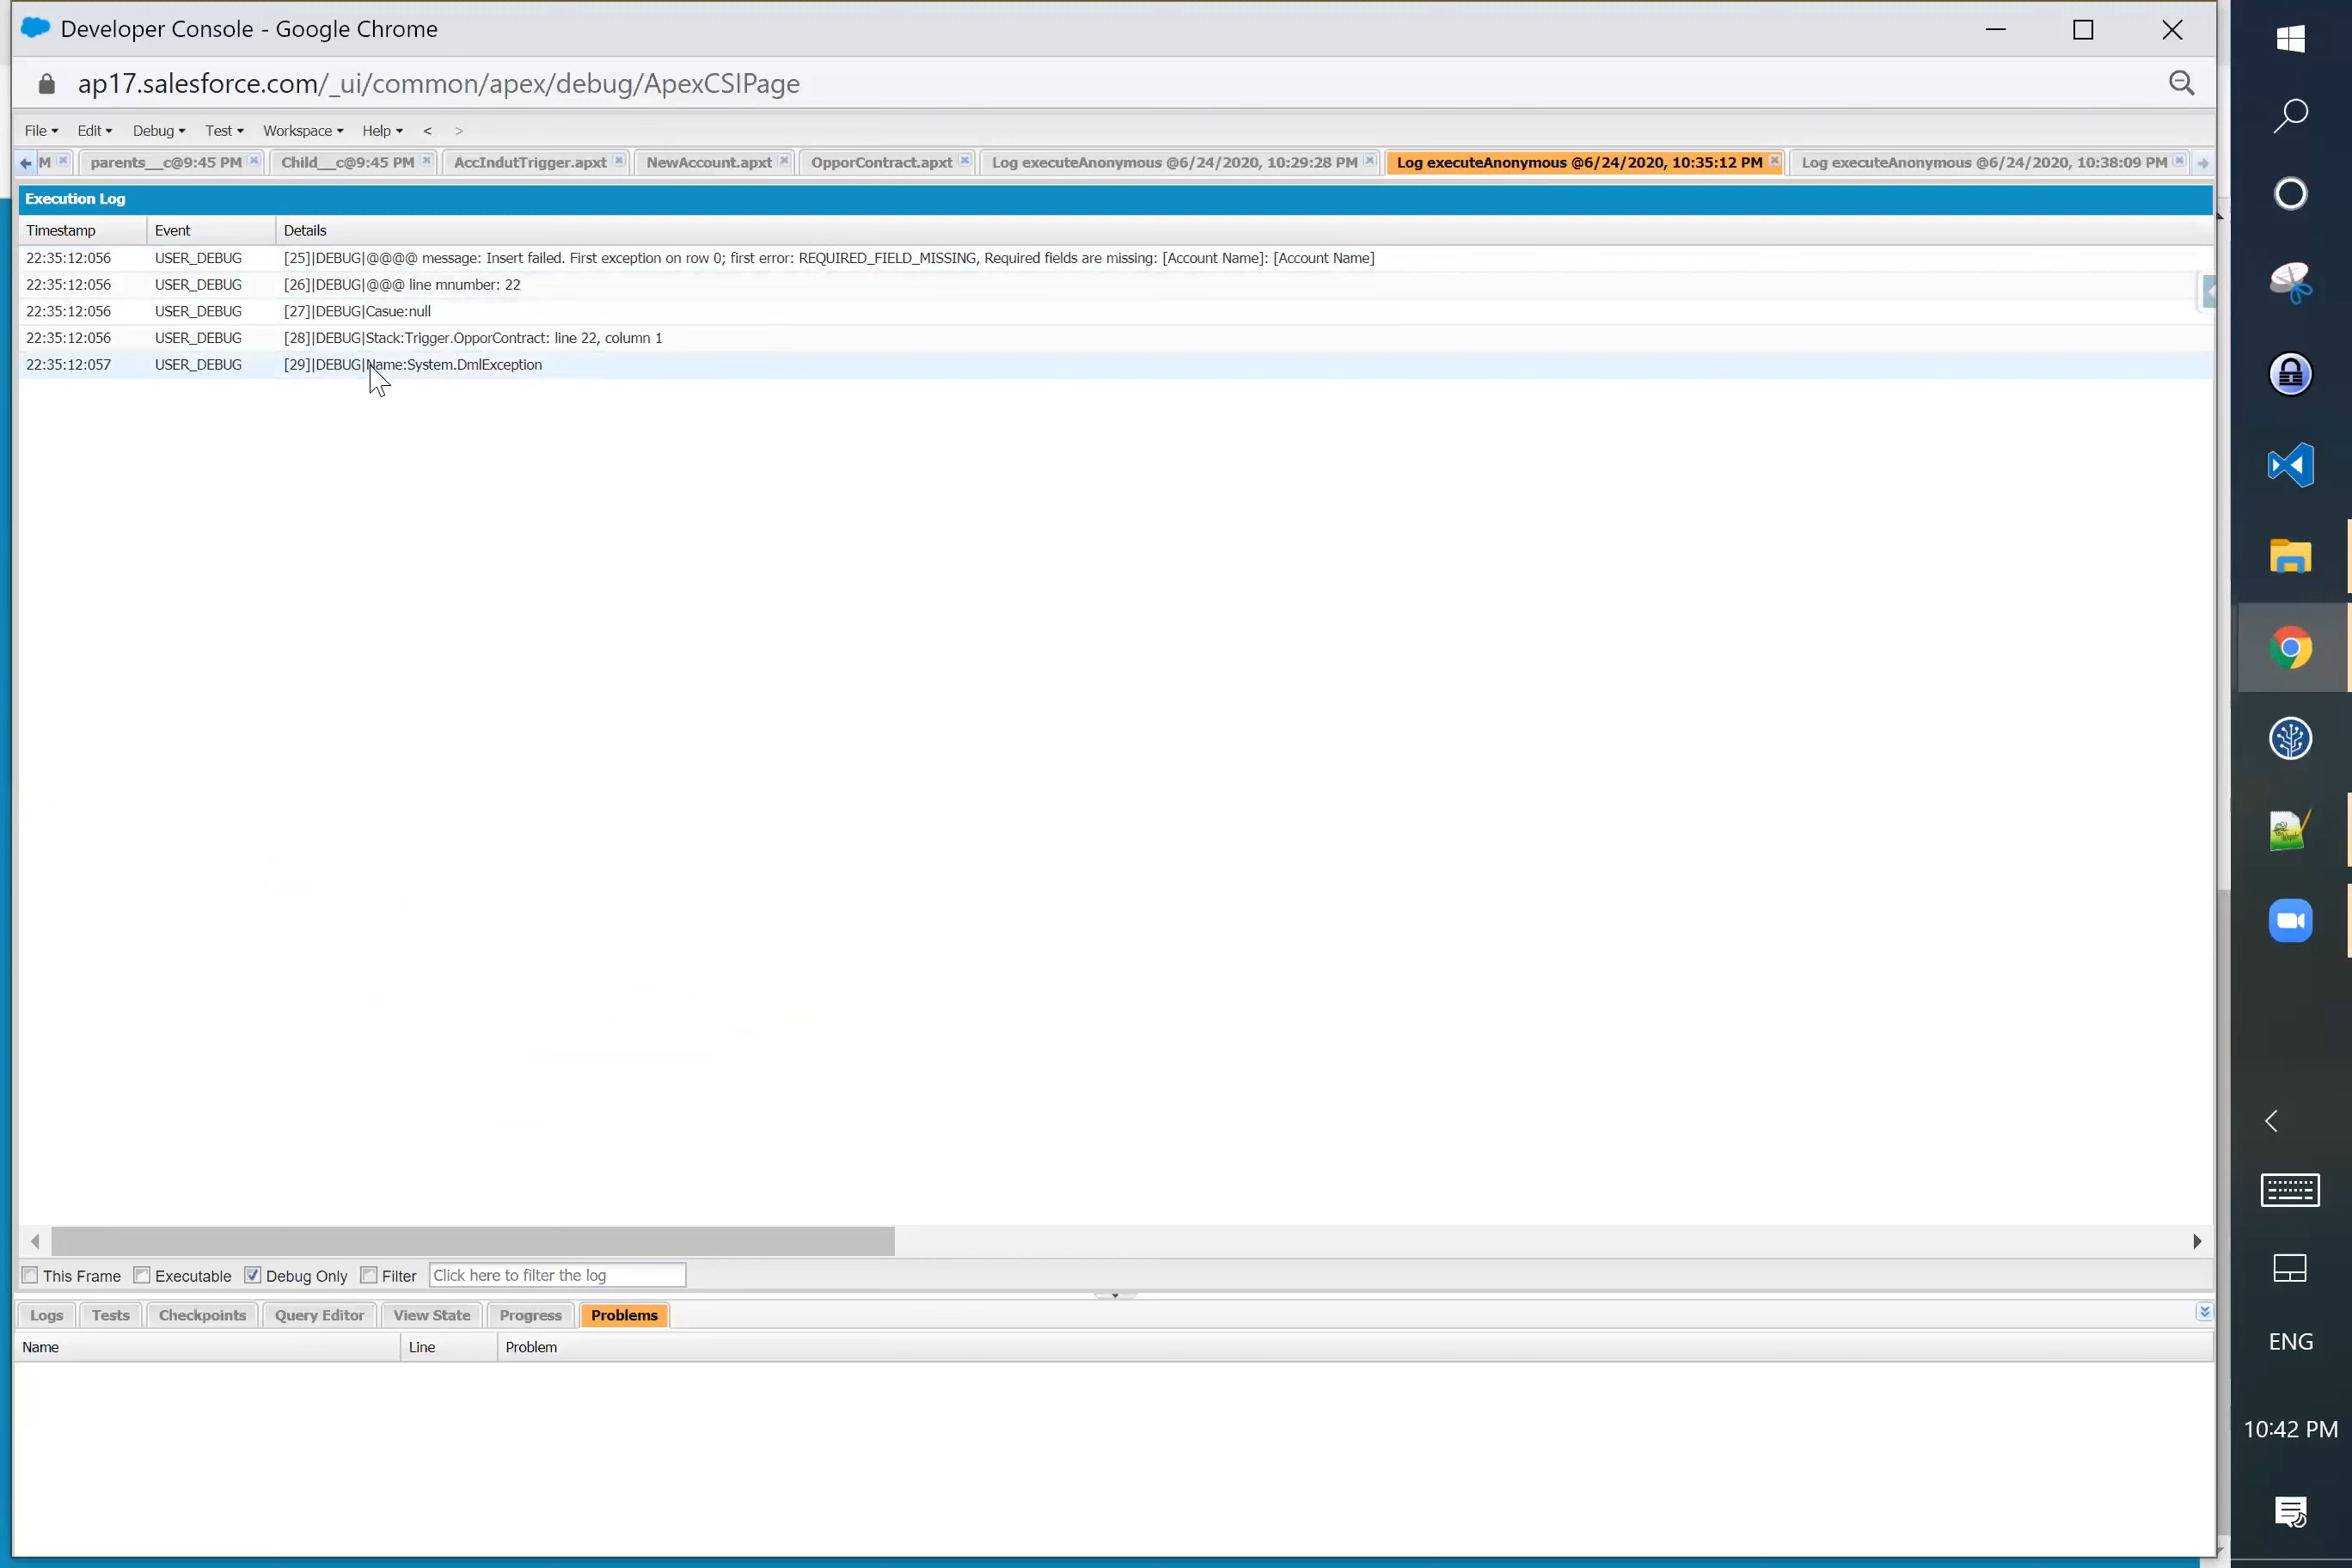 Developer Console - Google Chrome
ap17.salesforce.com/_ui/common/apex/debug/ApexCSIPage
File Edit Debug Test Workspace Help < >
M parents__c@9:45 PM Child__c@9:45 PM AccIndutTrigger.apxt NewAccount.apxt OpporContract.apxt Log executeAnonymous @6/24/2020, 10:29:28 PM Log executeAnonymous @6/24/2020, 10:35:12 PM Log executeAnonymous @6/24/2020, 10:38:09 PM
Execution Log
Timestamp Event Details
22:35:12:056 USER_DEBUG [25]|DEBUG|@@@@ message: Insert failed. First exception on row 0; first error: REQUIRED_FIELD_MISSING, Required fields are missing: [Account Name]: [Account Name]
22:35:12:056 USER_DEBUG [26]|DEBUG|@@@ line mnumber: 22
22:35:12:056 USER_DEBUG [27]|DEBUG|Casue:null
22:35:12:056 USER_DEBUG [28]|DEBUG|Stack:Trigger.OpporContract: line 22, column 1
22:35:12:057 USER_DEBUG [29]|DEBUG|Name:System.DmlException
This Frame Executable Debug Only Filter Click here to filter the log
Logs Tests Checkpoints Query Editor View State Progress Problems
Name Line Problem
ENG
10:42 PM